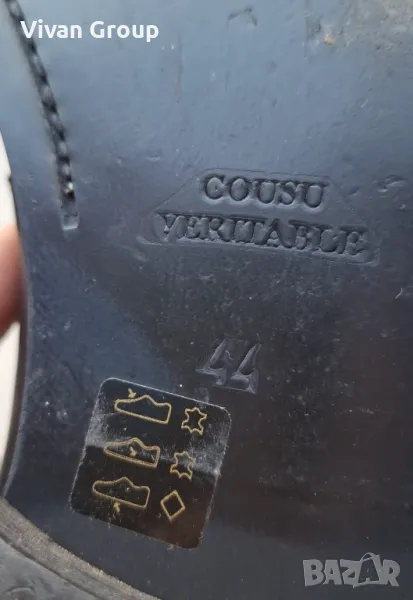 Vivan Group
COUSU
VERITABLE
44
BAZAR